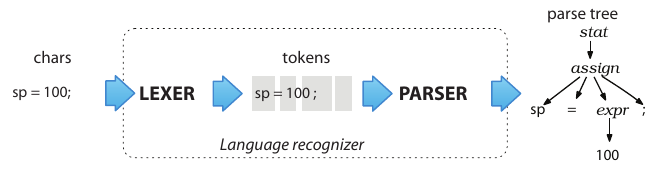 chars
sp = 100;
LEXER
tokens
sp = 100 ;
PARSER
Language recognizer
parse tree
stat
assign
sp = expr ;
100